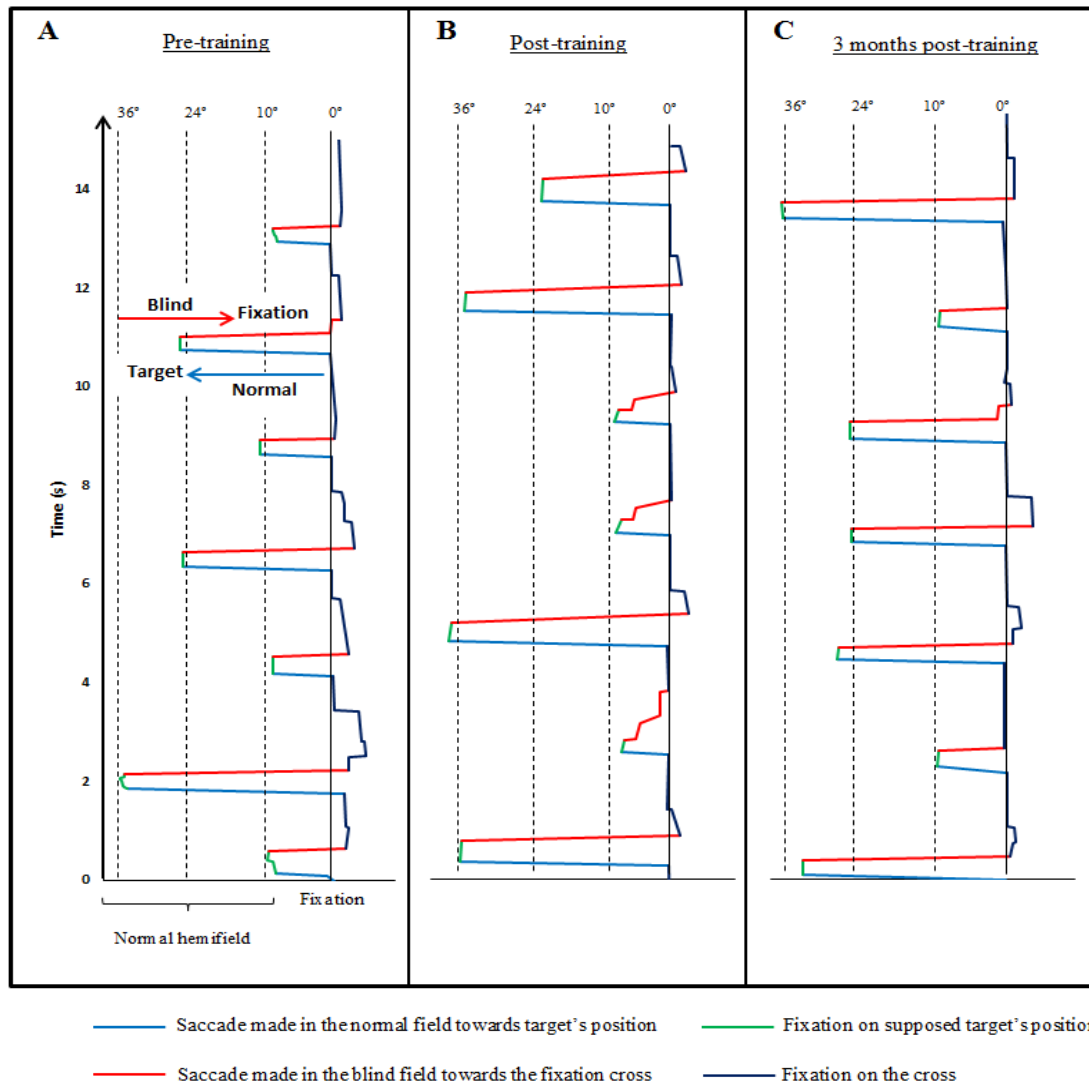 A
Pre-training
B
Post-training
C
3 months post-training
36° 24° 10° 0°
36° 24° 10° 0°
36° 24° 10° 0°
Time (s)
14
12
10
8
6
4
2
0
Blind
Fixation
Target
Normal
Fixation
Normal hemifield
Saccade made in the normal field towards target's position
Fixation on supposed target's position
Saccade made in the blind field towards the fixation cross
Fixation on the cross